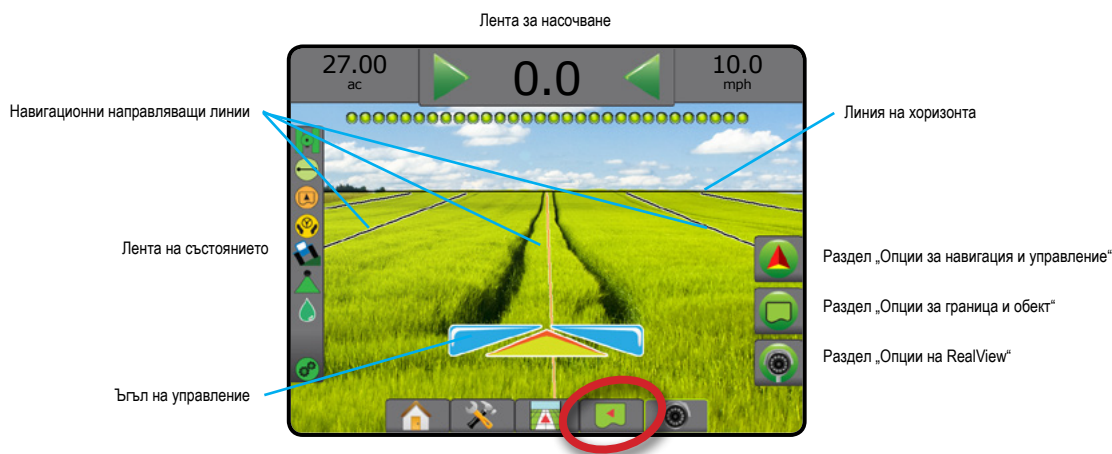 Лента за насочване
27.00
ac
0.0
10.0
mph
Навигационни направляващи линии
Линия на хоризонта
Лента на състоянието
Раздел „Опции за навигация и управление“
Раздел „Опции за граница и обект“
Раздел „Опции на RealView“
Ъгъл на управление